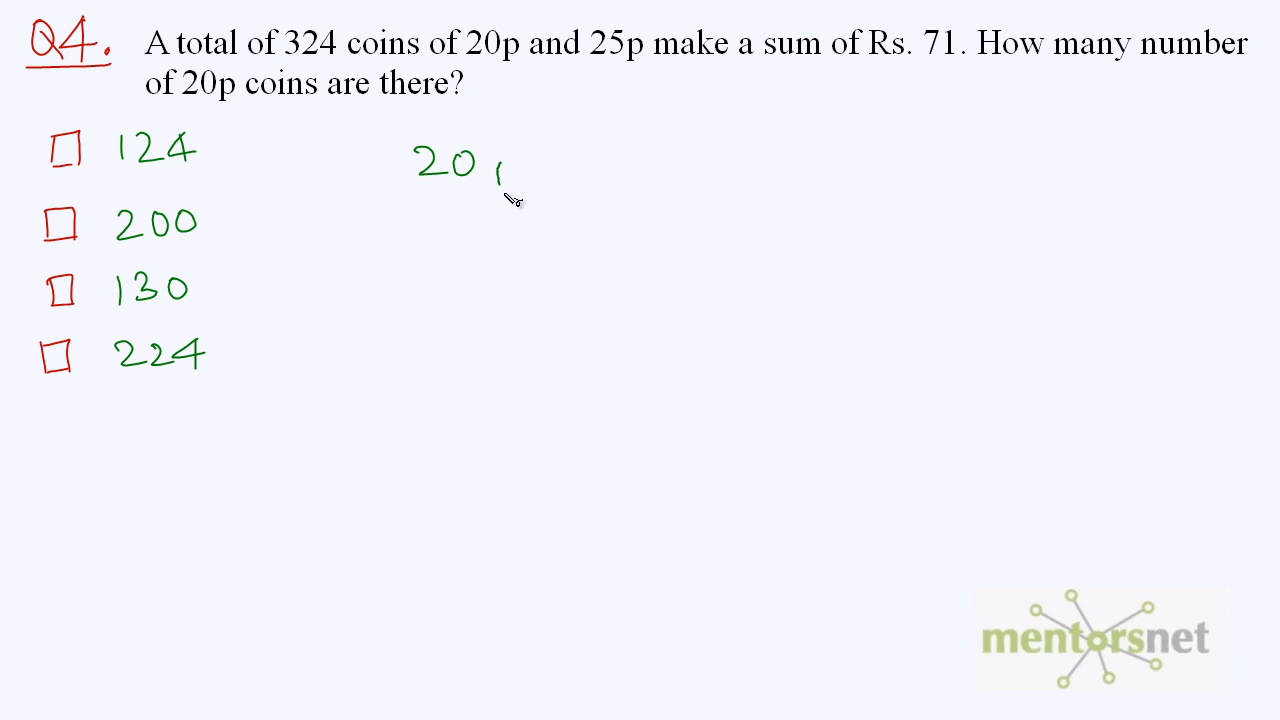 Q4. A total of 324 coins of 20p and 25p make a sum of Rs. 71. How many number
of 20p coins are there?
124
20
200
130
224
mentorsnet